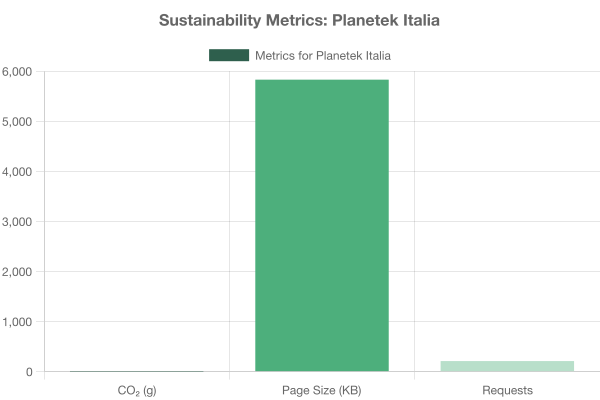 Sustainability Metrics: Planetek Italia
Metrics for Planetek Italia
6,000
5,000
4,000
3,000
2,000
1,000
0
CO₂ (g)
Page Size (KB)
Requests